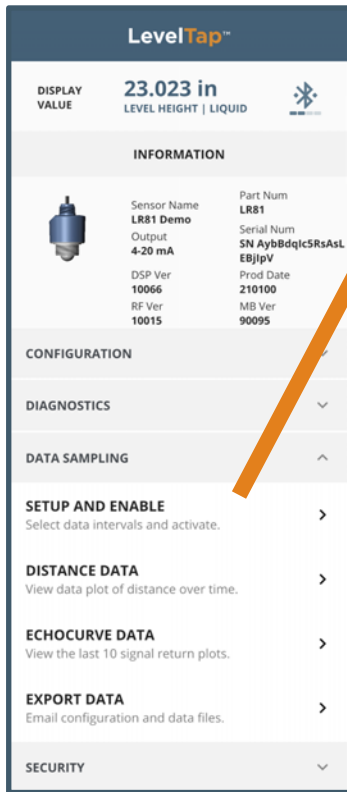 LevelTap™
DISPLAY VALUE
23.023 in
LEVEL HEIGHT | LIQUID
INFORMATION
Sensor Name
LR81 Demo
Output
4-20 mA
DSP Ver
10066
RF Ver
10015
Part Num
LR81
Serial Num
SN AybBdqIc5RsAsL
EBjIpV
Prod Date
210100
MB Ver
90095
CONFIGURATION
DIAGNOSTICS
DATA SAMPLING
SETUP AND ENABLE
Select data intervals and activate.
DISTANCE DATA
View data plot of distance over time.
ECHOCURVE DATA
View the last 10 signal return plots.
EXPORT DATA
Email configuration and data files.
SECURITY